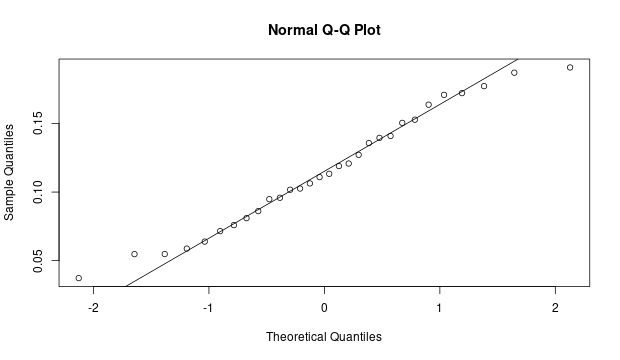 Normal Q-Q Plot
Sample Quantiles
0.15
0.10
0.05
-2 -1 0 1 2
Theoretical Quantiles